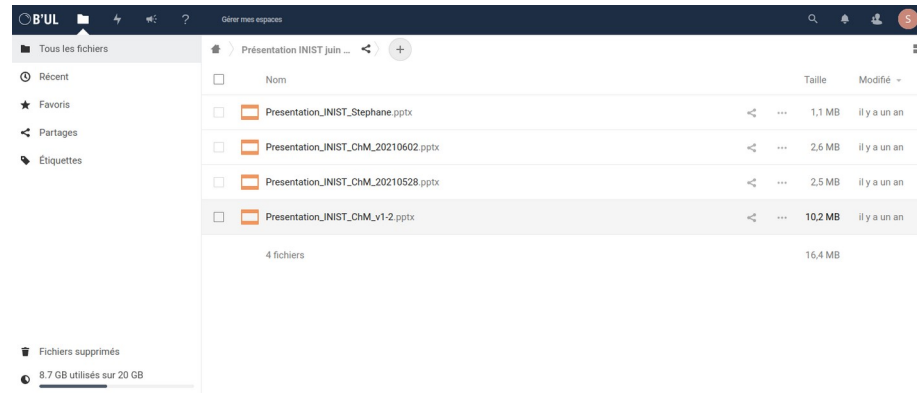 B'UL ? Gérer mes espaces S
Tous les fichiers
Récent
Favoris
Partages
Étiquettes
Présentation INIST juin ... +
Nom Taille Modifié
Presentation_INIST_Stephane.pptx ... 1,1 MB il y a un an
Presentation_INIST_ChM_20210602.pptx ... 2,6 MB il y a un an
Presentation_INIST_ChM_20210528.pptx ... 2,5 MB il y a un an
Presentation_INIST_ChM_v1-2.pptx ... 10,2 MB il y a un an
4 fichiers 16,4 MB
Fichiers supprimés
8.7 GB utilisés sur 20 GB